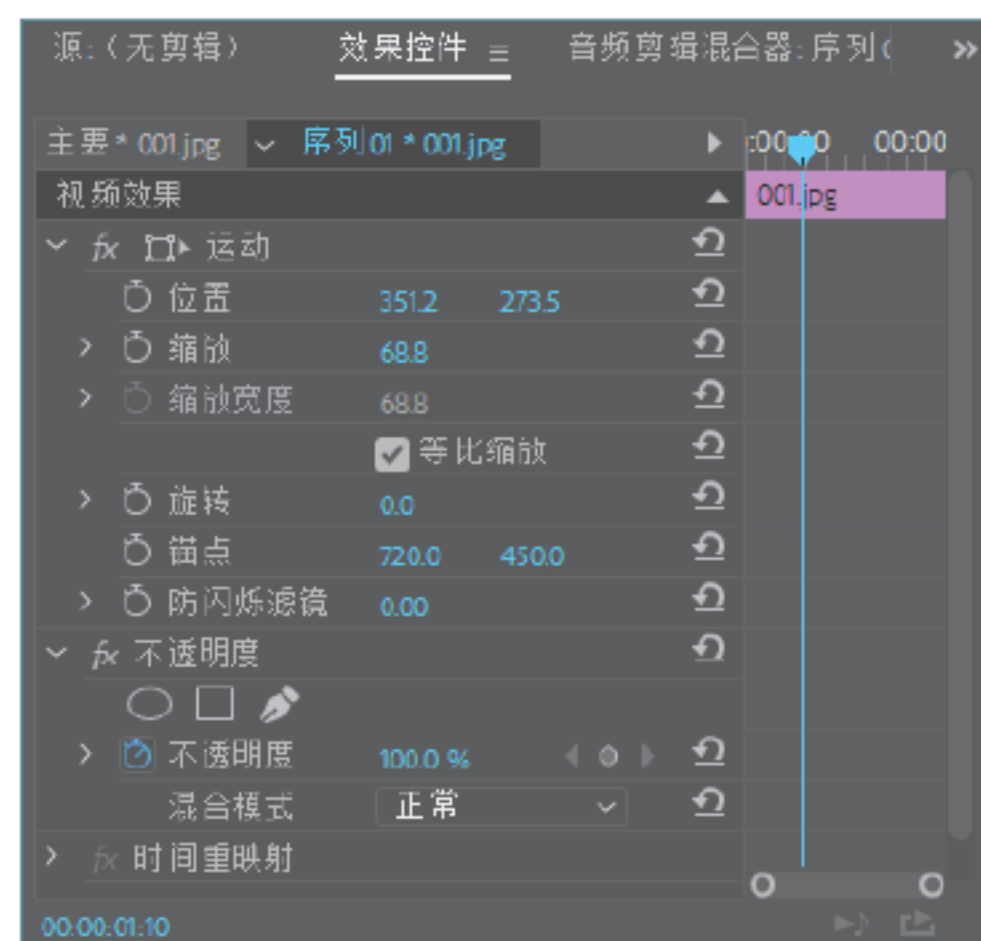 源:（无剪辑） 效果控件 ≡ 音频剪辑混合器:序列 »
主要 * 001.jpg 序列 01 * 001.jpg :00:00 00:00
视频效果 001.jpg
fx 运动
位置 351.2 273.5
缩放 68.8
缩放宽度 68.8
等比缩放
旋转 0.0
锚点 720.0 450.0
防闪烁滤镜 0.00
fx 不透明度
不透明度 100.0 %
混合模式 正常
fx 时间重映射
00:00:01:10